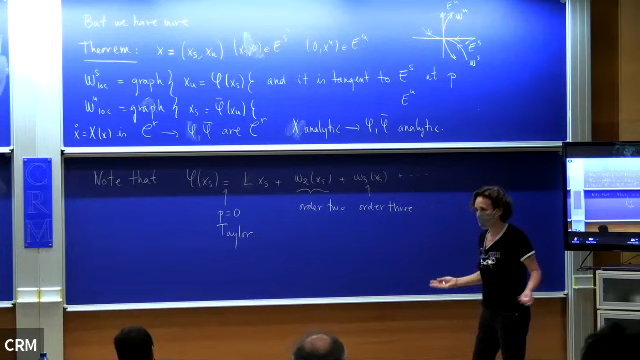 But we have more
Theorem: x = (x_s, x_u) (x_s, 0) ∈ E^s (0, x_u) ∈ E^u
W^s_loc = graph { x_u = φ(x_s) } and it is tangent to E^s at p
W^u_loc = graph { x_s = φ̄(x_u) } E^u
ẋ = X(x) is C^r → φ, φ̄ are C^r X analytic → φ, φ̄ analytic.
Note that φ(x_s) = L x_s + w_2(x_s) + w_3(x_s) + ....
p=0 order two order three
Taylor
E^u
W^u
E^s
W^s
CRM
CRM